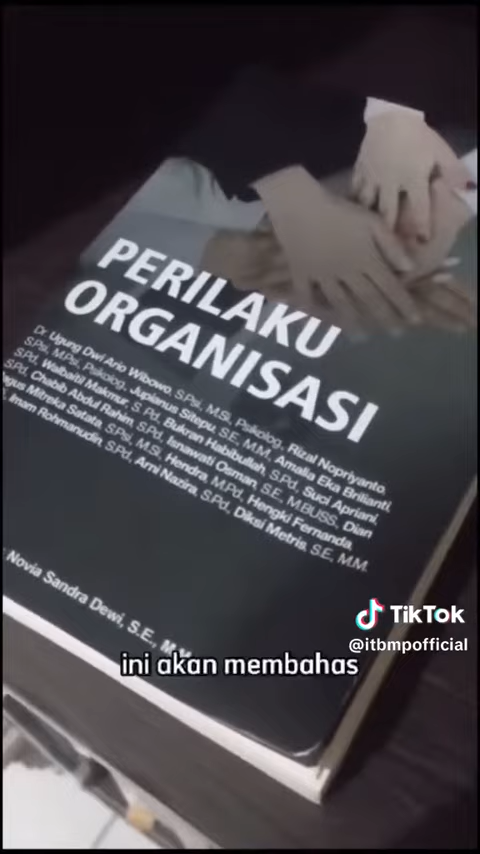 PERILAKU
ORGANISASI
Dr. Ugung Dwi Ario Wibowo, S.Psi, M.Si, Psikolog, Rizal Nopriyanto,
S.Psi, M.Psi, Psikolog, Jupianus Sitepu, S.E, M.M, Amalia Eka Brilianti,
S.Pd, Walbaitil Makmur, S.Pd, Bukran Habibullah, S.Pd, Suci Apriani,
S.Pd, Chabib Abdul Rahim, S.Pd, Isnawati Osman, S.E, M.BUSS, Dian
Mitreka Satata, S.Psi, M.Si, Hendra, M.Pd, Hengki Fernanda,
Imam Rohmanudin, S.Pd, Arni Nazira, S.Pd, Diksi Metris, S.E, M.M.
Novia Sandra Dewi, S.E.,
TikTok
@itbmpofficial
ini akan membahas